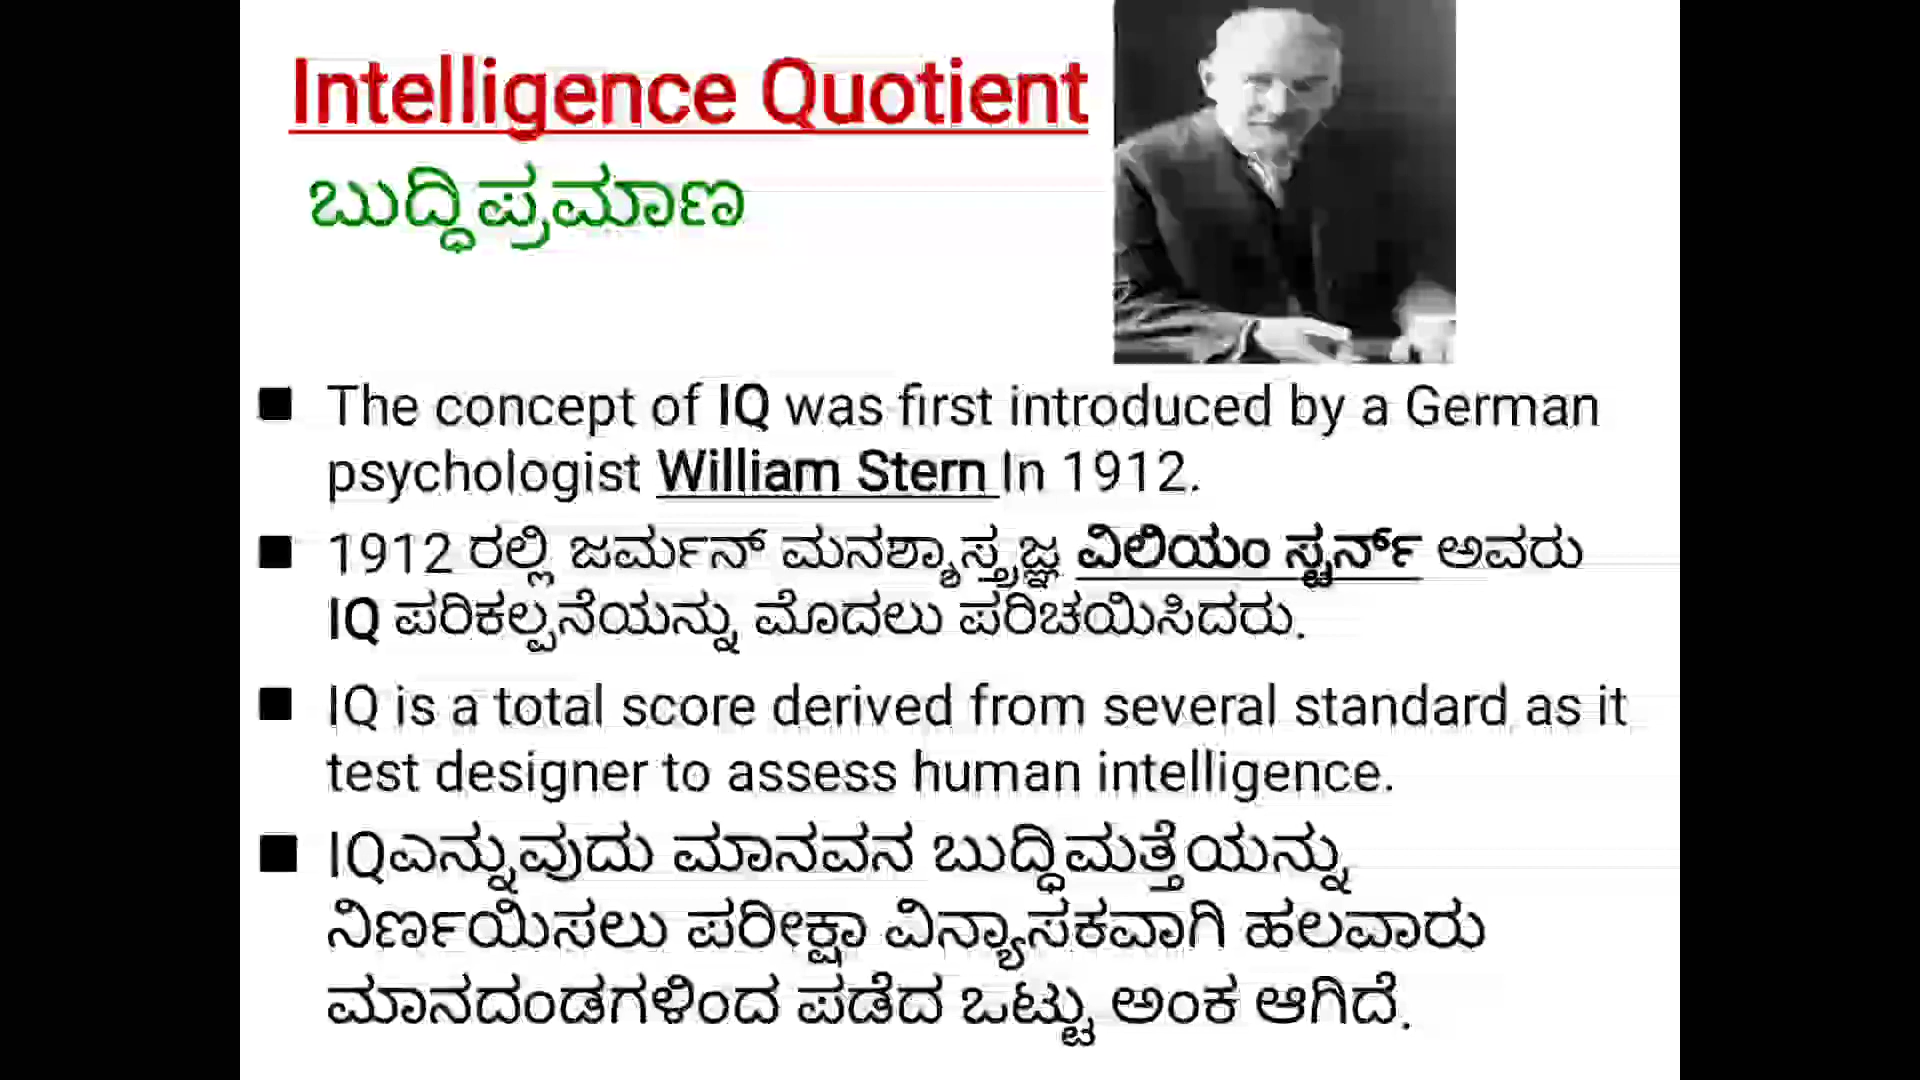 Intelligence Quotient
ಬುದ್ಧಿಪ್ರಮಾಣ
■ The concept of IQ was first introduced by a German
psychologist William Stern In 1912.
■ 1912 ರಲ್ಲಿ ಜರ್ಮನ್ ಮನಶ್ಶಾಸ್ತ್ರಜ್ಞ ವಿಲಿಯಂ ಸ್ಟರ್ನ್ ಅವರು
IQ ಪರಿಕಲ್ಪನೆಯನ್ನು ಮೊದಲು ಪರಿಚಯಿಸಿದರು.
■ IQ is a total score derived from several standard as it
test designer to assess human intelligence.
■ IQಎನ್ನುವುದು ಮಾನವನ ಬುದ್ಧಿಮತ್ತೆಯನ್ನು
ನಿರ್ಣಯಿಸಲು ಪರೀಕ್ಷಾ ವಿನ್ಯಾಸಕವಾಗಿ ಹಲವಾರು
ಮಾನದಂಡಗಳಿಂದ ಪಡೆದ ಒಟ್ಟು ಅಂಕ ಆಗಿದೆ.